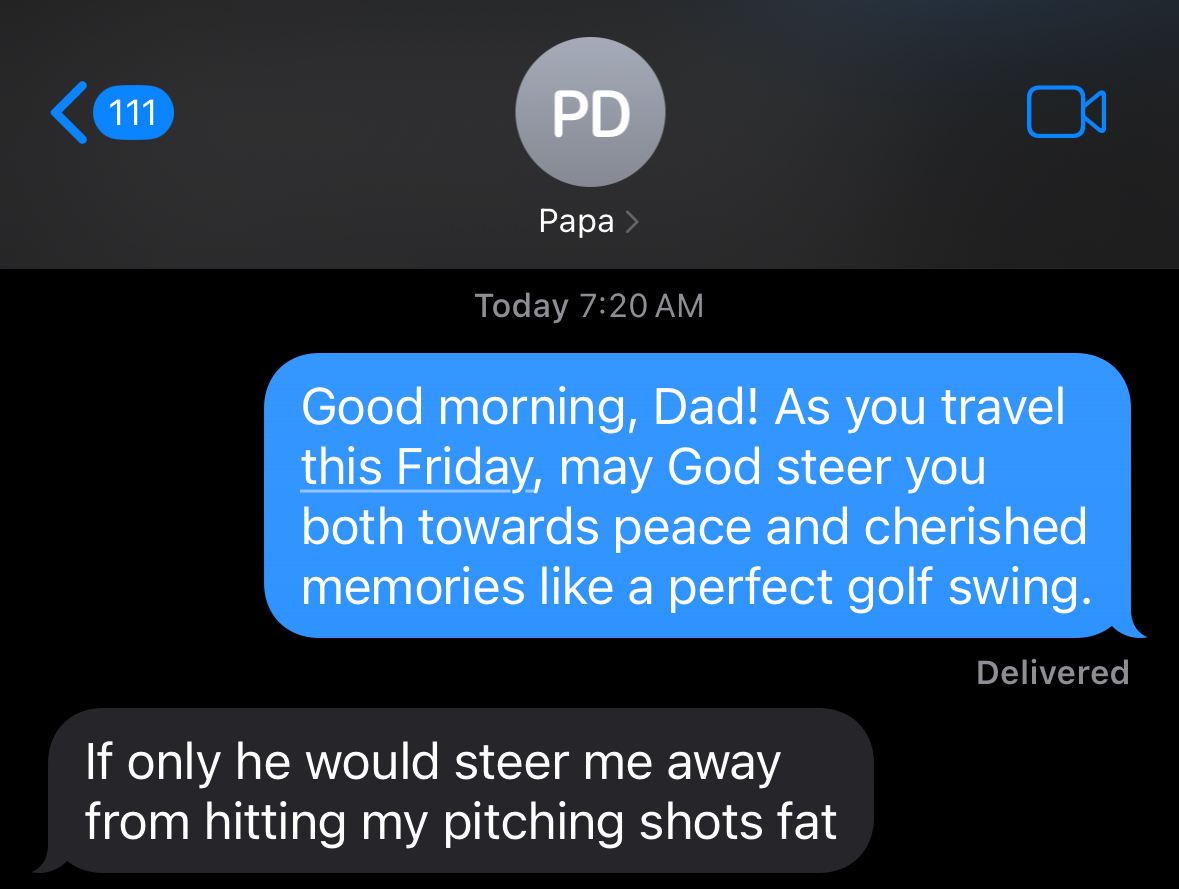 111
PD
Papa
Today 7:20 AM
Good morning, Dad! As you travel
this Friday, may God steer you
both towards peace and cherished
memories like a perfect golf swing.
Delivered
If only he would steer me away
from hitting my pitching shots fat